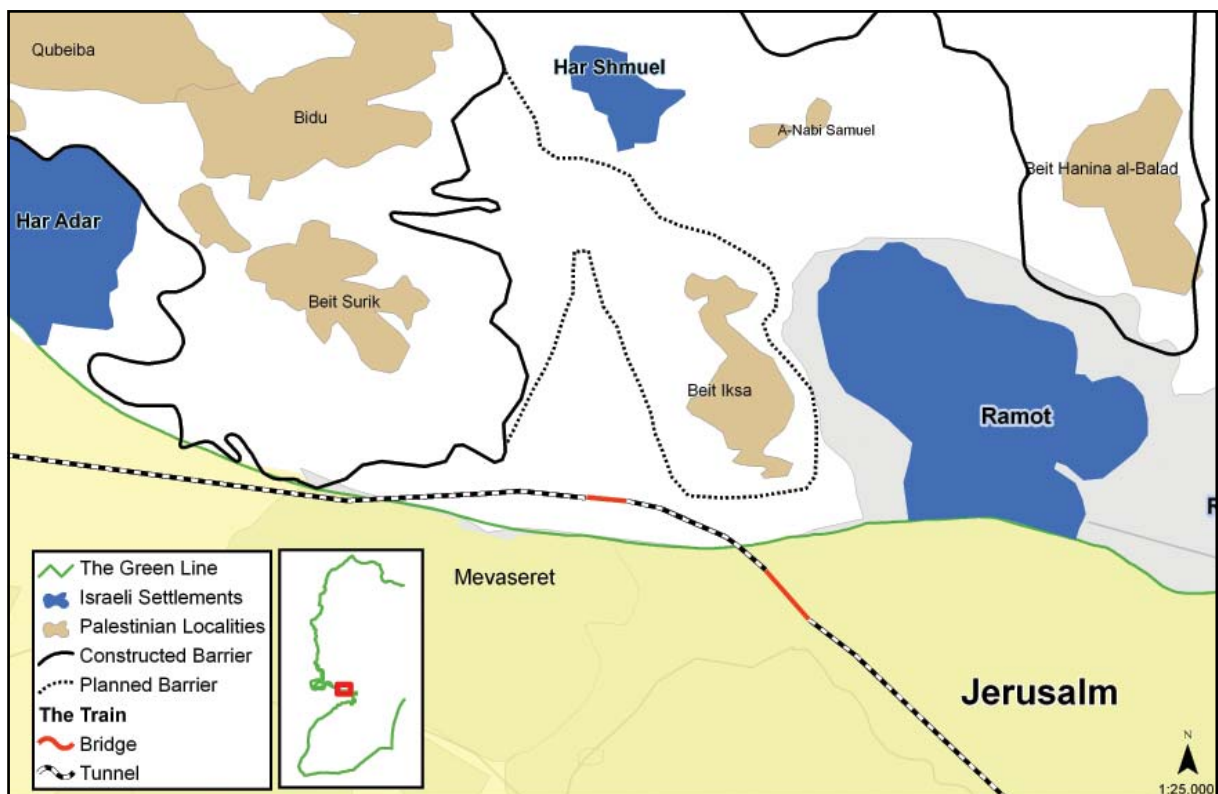 Qubeiba
Har Shmuel
Bidu
A-Nabi Samuel
Beit Hanina al-Balad
Har Adar
Beit Surik
Beit Iksa
Ramot
Mevaseret
Jerusalm
The Green Line
Israeli Settlements
Palestinian Localities
Constructed Barrier
Planned Barrier
The Train
Bridge
Tunnel
N
1:25,000